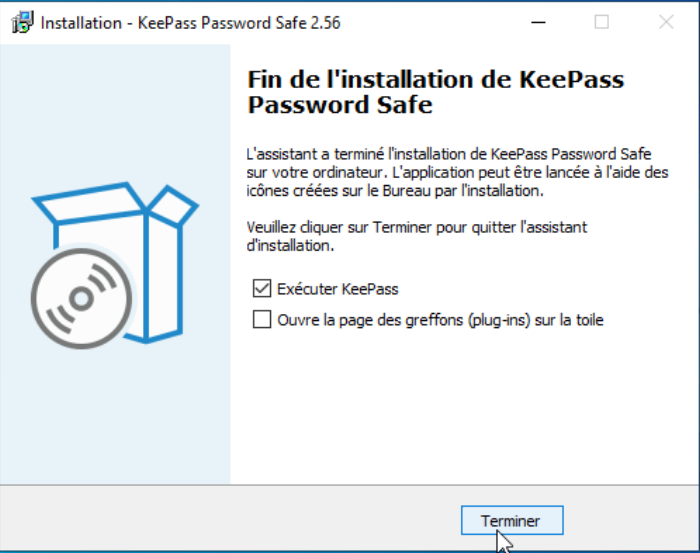 Installation - KeePass Password Safe 2.56
Fin de l'installation de KeePass
Password Safe
L'assistant a terminé l'installation de KeePass Password Safe
sur votre ordinateur. L'application peut être lancée à l'aide des
icônes créées sur le Bureau par l'installation.
Veuillez cliquer sur Terminer pour quitter l'assistant
d'installation.
Exécuter KeePass
Ouvre la page des greffons (plug-ins) sur la toile
Terminer